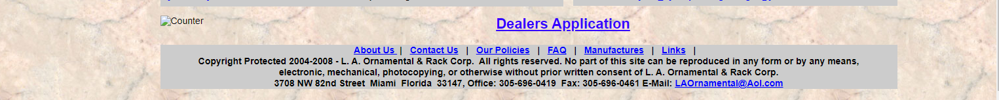 Counter
Dealers Application
About Us | Contact Us | Our Policies | FAQ | Manufactures | Links |
Copyright Protected 2004-2008 - L. A. Ornamental & Rack Corp. All rights reserved. No part of this site can be reproduced in any form or by any means,
electronic, mechanical, photocopying, or otherwise without prior written consent of L. A. Ornamental & Rack Corp.
3708 NW 82nd Street Miami Florida 33147, Office: 305-696-0419 Fax: 305-696-0461 E-Mail: LAOrnamental@Aol.com